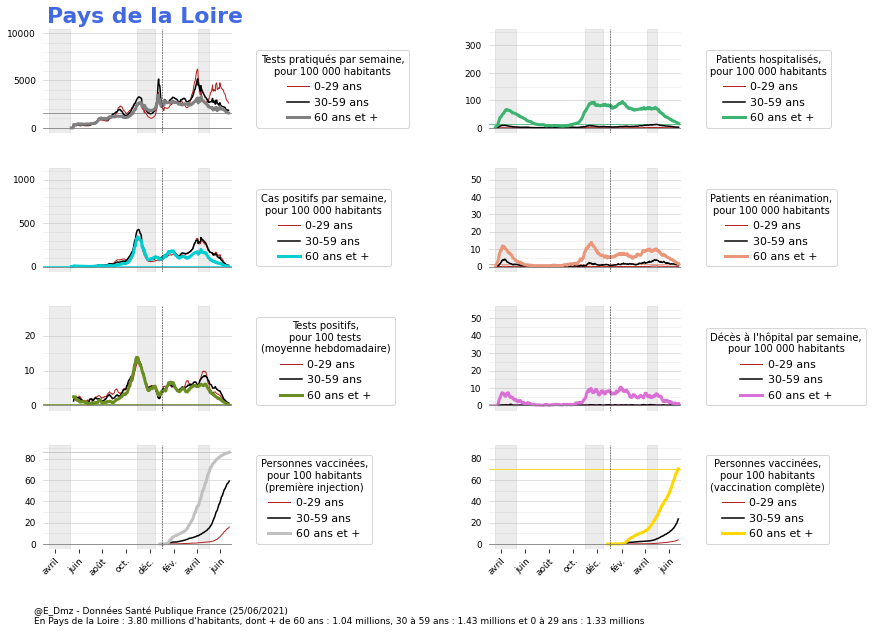 Pays de la Loire
10000
5000
0
Tests pratiqués par semaine,
pour 100 000 habitants
0-29 ans
30-59 ans
60 ans et +
300
200
100
0
Patients hospitalisés,
pour 100 000 habitants
0-29 ans
30-59 ans
60 ans et +
1000
500
0
Cas positifs par semaine,
pour 100 000 habitants
0-29 ans
30-59 ans
60 ans et +
50
40
30
20
10
0
Patients en réanimation,
pour 100 000 habitants
0-29 ans
30-59 ans
60 ans et +
20
10
0
Tests positifs,
pour 100 tests
(moyenne hebdomadaire)
0-29 ans
30-59 ans
60 ans et +
50
40
30
20
10
0
Décès à l'hôpital par semaine,
pour 100 000 habitants
0-29 ans
30-59 ans
60 ans et +
80
60
40
20
0
avril
juin
août
oct.
déc.
fév.
avril
juin
Personnes vaccinées,
pour 100 habitants
(première injection)
0-29 ans
30-59 ans
60 ans et +
80
60
40
20
0
avril
juin
août
oct.
déc.
fév.
avril
juin
Personnes vaccinées,
pour 100 habitants
(vaccination complète)
0-29 ans
30-59 ans
60 ans et +
@E_Dmz - Données Santé Publique France (25/06/2021)
En Pays de la Loire : 3.80 millions d'habitants, dont + de 60 ans : 1.04 millions, 30 à 59 ans : 1.43 millions et 0 à 29 ans : 1.33 millions